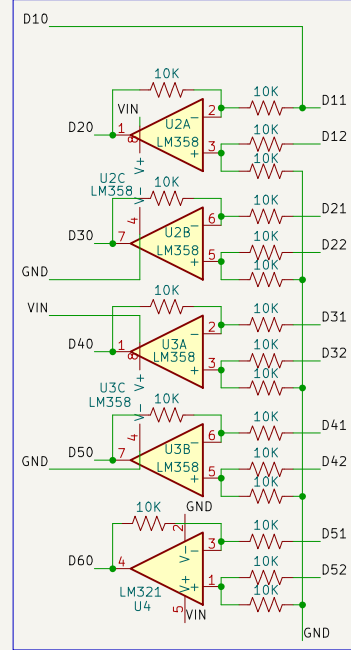 D10
10K
10K
D11
VIN
2
U2A
D20
1
8
LM358
3
10K
D12
V+
10K
U2C
LM358
V-
10K
10K
D21
4
6
U2B
D30
7
LM358
5
10K
D22
GND
10K
VIN
10K
10K
D31
2
U3A
D40
1
8
LM358
3
10K
D32
V+
10K
U3C
LM358
V-
10K
10K
D41
4
6
U3B
D50
7
LM358
5
10K
D42
GND
10K
GND
10K
2
10K
D51
V-
3
D60
4
V+
1
10K
D52
LM321
U4
5
VIN
10K
GND